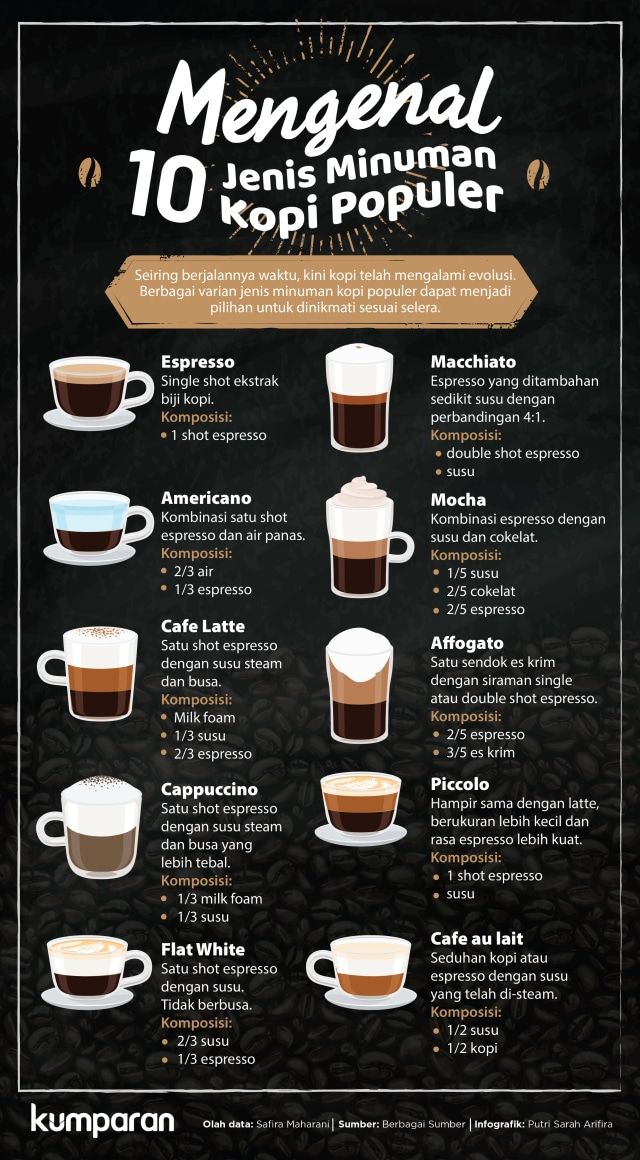 Mengenal
10 Jenis Minuman
Kopi Populer
Seiring berjalannya waktu, kini kopi telah mengalami evolusi.
Berbagai varian jenis minuman kopi populer dapat menjadi
pilihan untuk dinikmati sesuai selera.
Espresso
Single shot ekstrak
biji kopi.
Komposisi:
• 1 shot espresso
Americano
Kombinasi satu shot
espresso dan air panas.
Komposisi:
• 2/3 air
• 1/3 espresso
Cafe Latte
Satu shot espresso
dengan susu steam
dan busa.
Komposisi:
• Milk foam
• 1/3 susu
• 2/3 espresso
Cappuccino
Satu shot espresso
dengan susu steam
dan busa yang
lebih tebal.
Komposisi:
• 1/3 milk foam
• 1/3 susu
Flat White
Satu shot espresso
dengan susu.
Tidak berbusa.
Komposisi:
• 2/3 susu
• 1/3 espresso
Macchiato
Espresso yang ditambahan
sedikit susu dengan
perbandingan 4:1.
Komposisi:
• double shot espresso
• susu
Mocha
Kombinasi espresso dengan
susu dan cokelat.
Komposisi:
• 1/5 susu
• 2/5 cokelat
• 2/5 espresso
Affogato
Satu sendok es krim
dengan siraman single
atau double shot espresso.
Komposisi:
• 2/5 espresso
• 3/5 es krim
Piccolo
Hampir sama dengan latte,
berukuran lebih kecil dan
rasa espresso lebih kuat.
Komposisi:
• 1 shot espresso
• susu
Cafe au lait
Seduhan kopi atau
espresso dengan susu
yang telah di-steam.
Komposisi:
• 1/2 susu
• 1/2 kopi
kumparan
Olah data: Safira Maharani | Sumber: Berbagai Sumber | Infografik: Putri Sarah Arifira